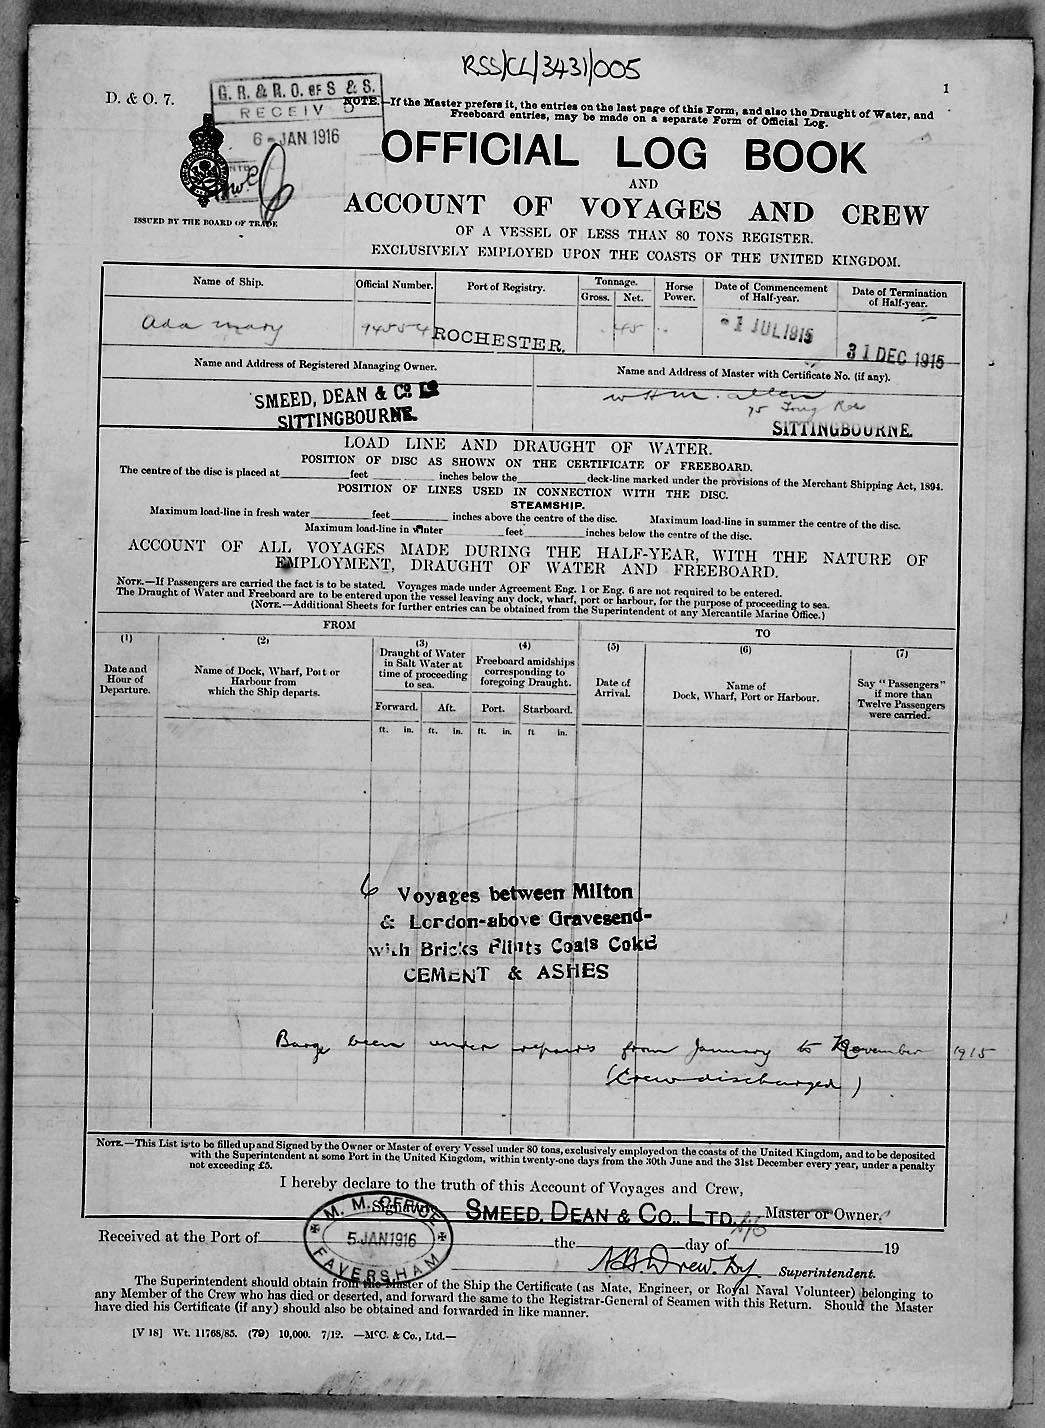 RSS/CL/3431/005
1
D. & O. 7.
G. R. & R. O. OF S & S.
RECEIVED
6 - JAN 1916
NOTE.—If the Master prefers it, the entries on the last page of this Form, and also the Draught of Water, and
Freeboard entries, may be made on a separate Form of Official Log.
OFFICIAL LOG BOOK
AND
ACCOUNT OF VOYAGES AND CREW
ISSUED BY THE BOARD OF TRADE
OF A VESSEL OF LESS THAN 80 TONS REGISTER.
EXCLUSIVELY EMPLOYED UPON THE COASTS OF THE UNITED KINGDOM.
Name of Ship. Official Number. Port of Registry. Tonnage. Gross. Net. Horse Power. Date of Commencement of Half-year. Date of Termination of Half-year.
Ada Mary 94554 ROCHESTER. 45 -1 JUL 1915 31 DEC 1915
Name and Address of Registered Managing Owner. Name and Address of Master with Certificate No. (if any).
SMEED, DEAN & Co Ld
SITTINGBOURNE.
W H M. Allen
75
SITTINGBOURNE.
LOAD LINE AND DRAUGHT OF WATER.
POSITION OF DISC AS SHOWN ON THE CERTIFICATE OF FREEBOARD.
The centre of the disc is placed at feet inches below the deck-line marked under the provisions of the Merchant Shipping Act, 1894.
POSITION OF LINES USED IN CONNECTION WITH THE DISC.
STEAMSHIP.
Maximum load-line in fresh water feet inches above the centre of the disc. Maximum load-line in summer the centre of the disc.
Maximum load-line in winter feet inches below the centre of the disc.
ACCOUNT OF ALL VOYAGES MADE DURING THE HALF-YEAR, WITH THE NATURE OF
EMPLOYMENT, DRAUGHT OF WATER AND FREEBOARD.
NOTE.—If Passengers are carried the fact is to be stated. Voyages made under Agreement Eng. 1 or Eng. 6 are not required to be entered.
The Draught of Water and Freeboard are to be entered upon the vessel leaving any dock, wharf, port or harbour, for the purpose of proceeding to sea.
(NOTE.—Additional Sheets for further entries can be obtained from the Superintendent of any Mercantile Marine Office.)
FROM TO
(1) (2) (3) (4) (5) (6) (7)
Date and Hour of Departure.
Name of Dock, Wharf, Port or Harbour from which the Ship departs.
Draught of Water in Salt Water at time of proceeding to sea.
Freeboard amidships corresponding to foregoing Draught.
Date of Arrival.
Name of Dock, Wharf, Port or Harbour.
Say "Passengers" if more than Twelve Passengers were carried.
Forward. Aft. Port. Starboard.
ft. in. ft. in. ft. in. ft in.
6 Voyages between Milton
& London-above Gravesend-
with Bricks Flints Coals Coke
CEMENT & ASHES
Barge been under repairs from January to November 1915
(Crew discharged)
NOTE.—This List is to be filled up and Signed by the Owner or Master of every Vessel under 80 tons, exclusively employed on the coasts of the United Kingdom, and to be deposited
with the Superintendent at some Port in the United Kingdom, within twenty-one days from the 30th June and the 31st December every year, under a penalty
not exceeding £5.
I hereby declare to the truth of this Account of Voyages and Crew,
Signature SMEED, DEAN & CO., LTD. Master or Owner.
M. M. OFFICE
5 JAN 1916
FAVERSHAM
Received at the Port of the day of 19
Drew. Dy Superintendent.
The Superintendent should obtain from the Master of the Ship the Certificate (as Mate, Engineer, or Royal Naval Volunteer) belonging to
any Member of the Crew who has died or deserted, and forward the same to the Registrar-General of Seamen with this Return. Should the Master
have died his Certificate (if any) should also be obtained and forwarded in like manner.
[V 18] Wt. 11768/85. (79) 10,000. 7/12. —McC. & Co., Ltd.—